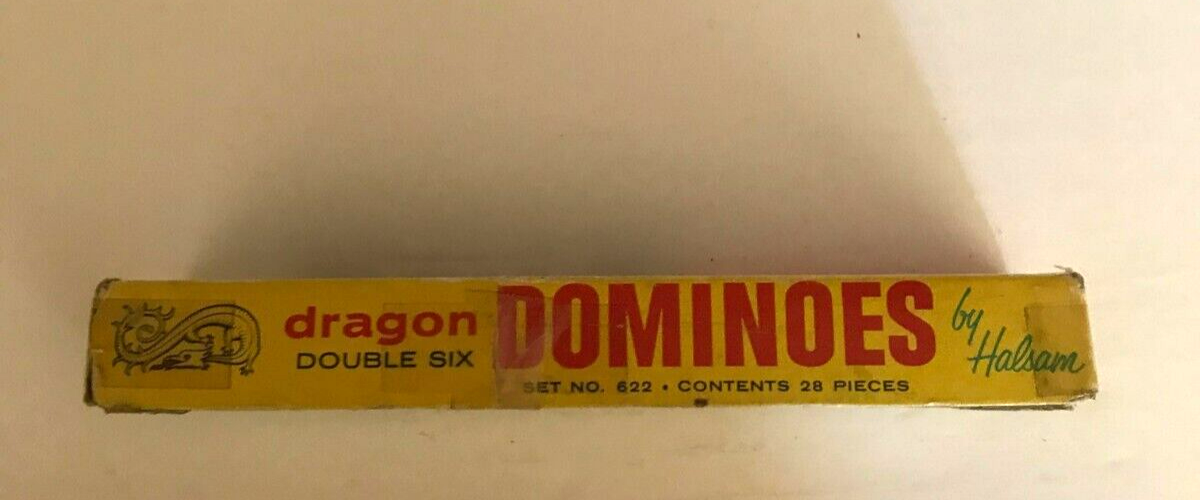 dragon
DOUBLE SIX
DOMINOES
SET NO. 622 • CONTENTS 28 PIECES
by
Halsam